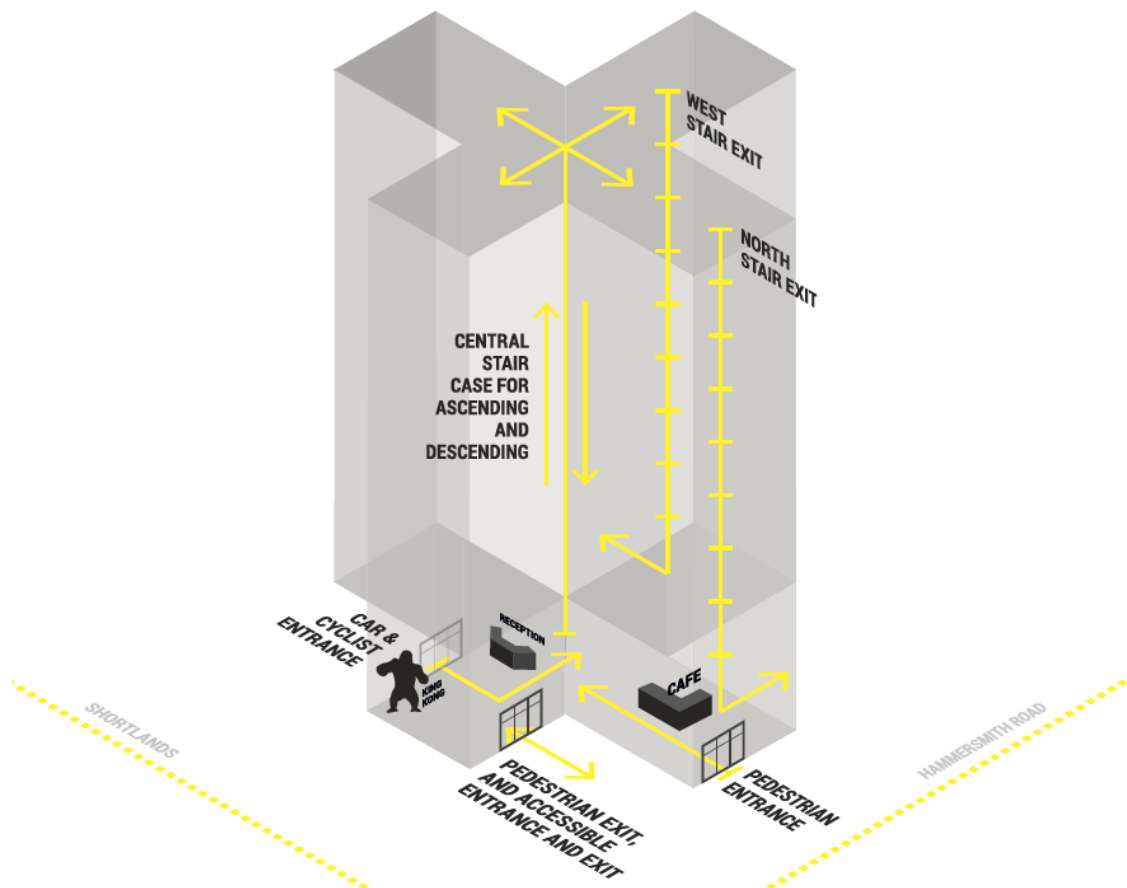 WEST
STAIR EXIT
NORTH
STAIR EXIT
CENTRAL
STAIR
CASE FOR
ASCENDING
AND
DESCENDING
CAR &
CYCLIST
ENTRANCE
RECEPTION
KING
KONG
CAFE
SHORTLANDS
HAMMERSMITH ROAD
PEDESTRIAN EXIT,
AND ACCESSIBLE
ENTRANCE AND EXIT
PEDESTRIAN
ENTRANCE